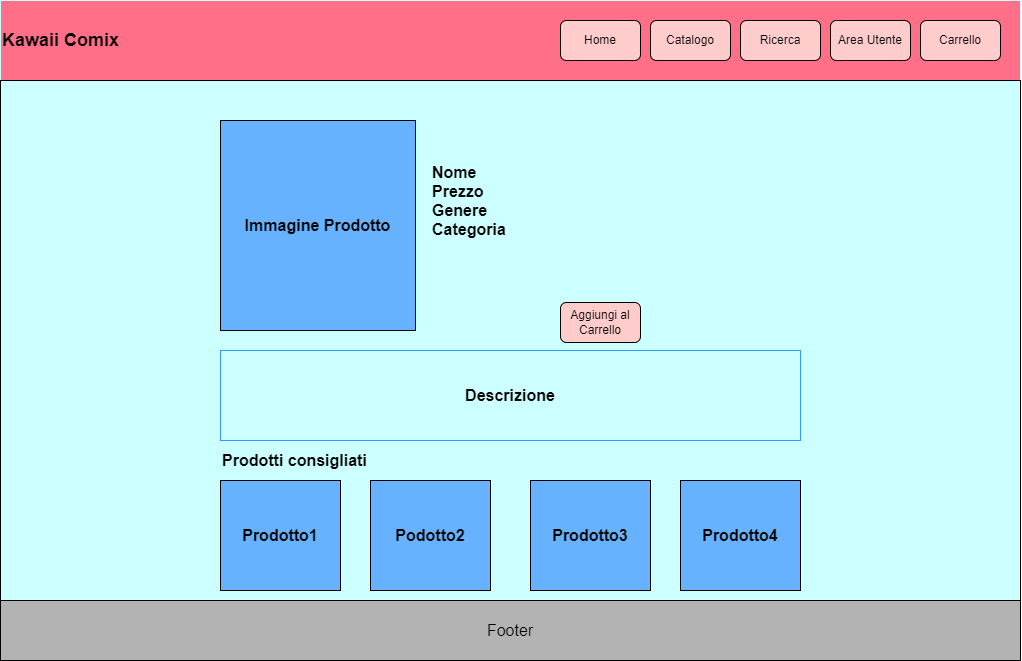 Kawaii Comix
Home
Catalogo
Ricerca
Area Utente
Carrello
Immagine Prodotto
Nome
Prezzo
Genere
Categoria
Aggiungi al
Carrello
Descrizione
Prodotti consigliati
Prodotto1
Podotto2
Prodotto3
Prodotto4
Footer